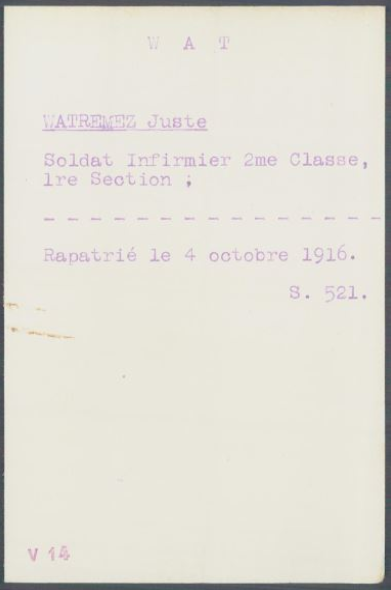 W A T
WATREMEZ Juste
Soldat Infirmier 2me Classe,
1re Section ;
- - - - - - - - - - - - - - - - -
Rapatrié le 4 octobre 1916.
S. 521.
V 14